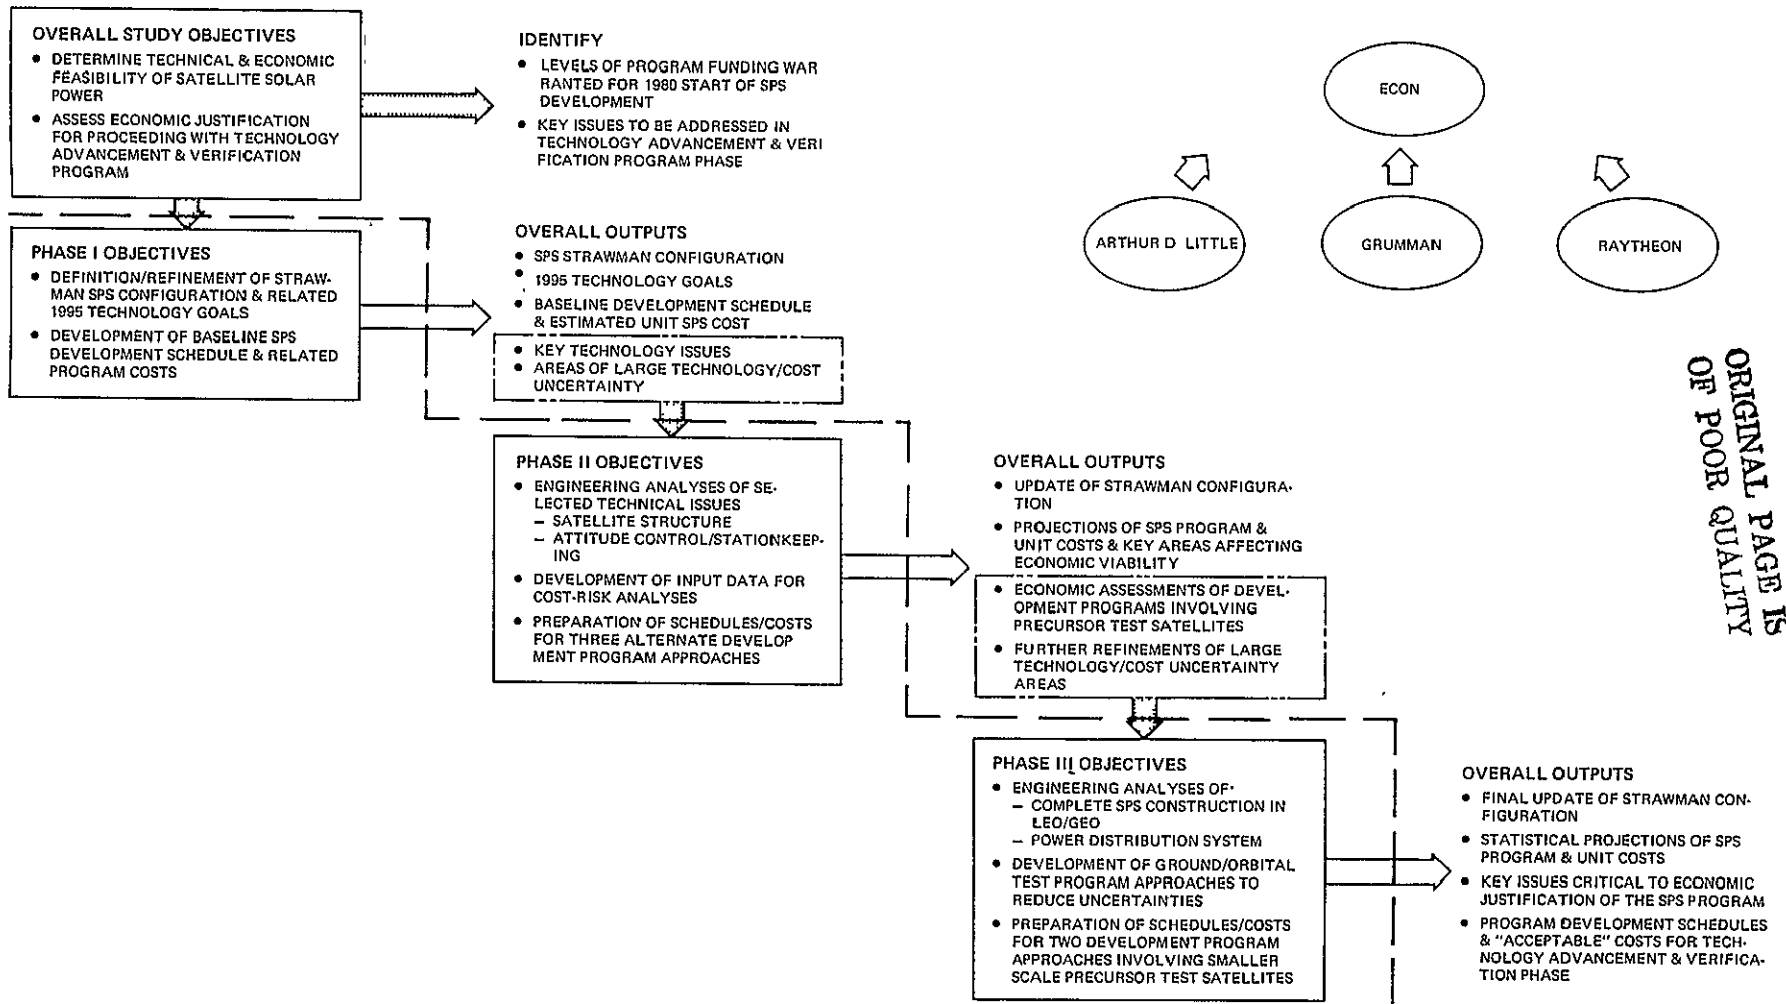 OVERALL STUDY OBJECTIVES
• DETERMINE TECHNICAL & ECONOMIC
FEASIBILITY OF SATELLITE SOLAR
POWER
• ASSESS ECONOMIC JUSTIFICATION
FOR PROCEEDING WITH TECHNOLOGY
ADVANCEMENT & VERIFICATION
PROGRAM
IDENTIFY
• LEVELS OF PROGRAM FUNDING WAR
RANTED FOR 1980 START OF SPS
DEVELOPMENT
• KEY ISSUES TO BE ADDRESSED IN
TECHNOLOGY ADVANCEMENT & VERI
FICATION PROGRAM PHASE
ECON
ARTHUR D LITTLE
GRUMMAN
RAYTHEON
PHASE I OBJECTIVES
• DEFINITION/REFINEMENT OF STRAW-
MAN SPS CONFIGURATION & RELATED
1995 TECHNOLOGY GOALS
• DEVELOPMENT OF BASELINE SPS
DEVELOPMENT SCHEDULE & RELATED
PROGRAM COSTS
OVERALL OUTPUTS
• SPS STRAWMAN CONFIGURATION
• 1995 TECHNOLOGY GOALS
• BASELINE DEVELOPMENT SCHEDULE
& ESTIMATED UNIT SPS COST
• KEY TECHNOLOGY ISSUES
• AREAS OF LARGE TECHNOLOGY/COST
UNCERTAINTY
PHASE II OBJECTIVES
• ENGINEERING ANALYSES OF SE-
LECTED TECHNICAL ISSUES
– SATELLITE STRUCTURE
– ATTITUDE CONTROL/STATIONKEEP-
ING
• DEVELOPMENT OF INPUT DATA FOR
COST-RISK ANALYSES
• PREPARATION OF SCHEDULES/COSTS
FOR THREE ALTERNATE DEVELOP
MENT PROGRAM APPROACHES
OVERALL OUTPUTS
• UPDATE OF STRAWMAN CONFIGURA-
TION
• PROJECTIONS OF SPS PROGRAM &
UNIT COSTS & KEY AREAS AFFECTING
ECONOMIC VIABILITY
• ECONOMIC ASSESSMENTS OF DEVEL-
OPMENT PROGRAMS INVOLVING
PRECURSOR TEST SATELLITES
• FURTHER REFINEMENTS OF LARGE
TECHNOLOGY/COST UNCERTAINTY
AREAS
PHASE III OBJECTIVES
• ENGINEERING ANALYSES OF·
– COMPLETE SPS CONSTRUCTION IN
LEO/GEO
– POWER DISTRIBUTION SYSTEM
• DEVELOPMENT OF GROUND/ORBITAL
TEST PROGRAM APPROACHES TO
REDUCE UNCERTAINTIES
• PREPARATION OF SCHEDULES/COSTS
FOR TWO DEVELOPMENT PROGRAM
APPROACHES INVOLVING SMALLER
SCALE PRECURSOR TEST SATELLITES
OVERALL OUTPUTS
• FINAL UPDATE OF STRAWMAN CON-
FIGURATION
• STATISTICAL PROJECTIONS OF SPS
PROGRAM & UNIT COSTS
• KEY ISSUES CRITICAL TO ECONOMIC
JUSTIFICATION OF THE SPS PROGRAM
• PROGRAM DEVELOPMENT SCHEDULES
& "ACCEPTABLE" COSTS FOR TECH-
NOLOGY ADVANCEMENT & VERIFICA-
TION PHASE
ORIGINAL PAGE IS
OF POOR QUALITY